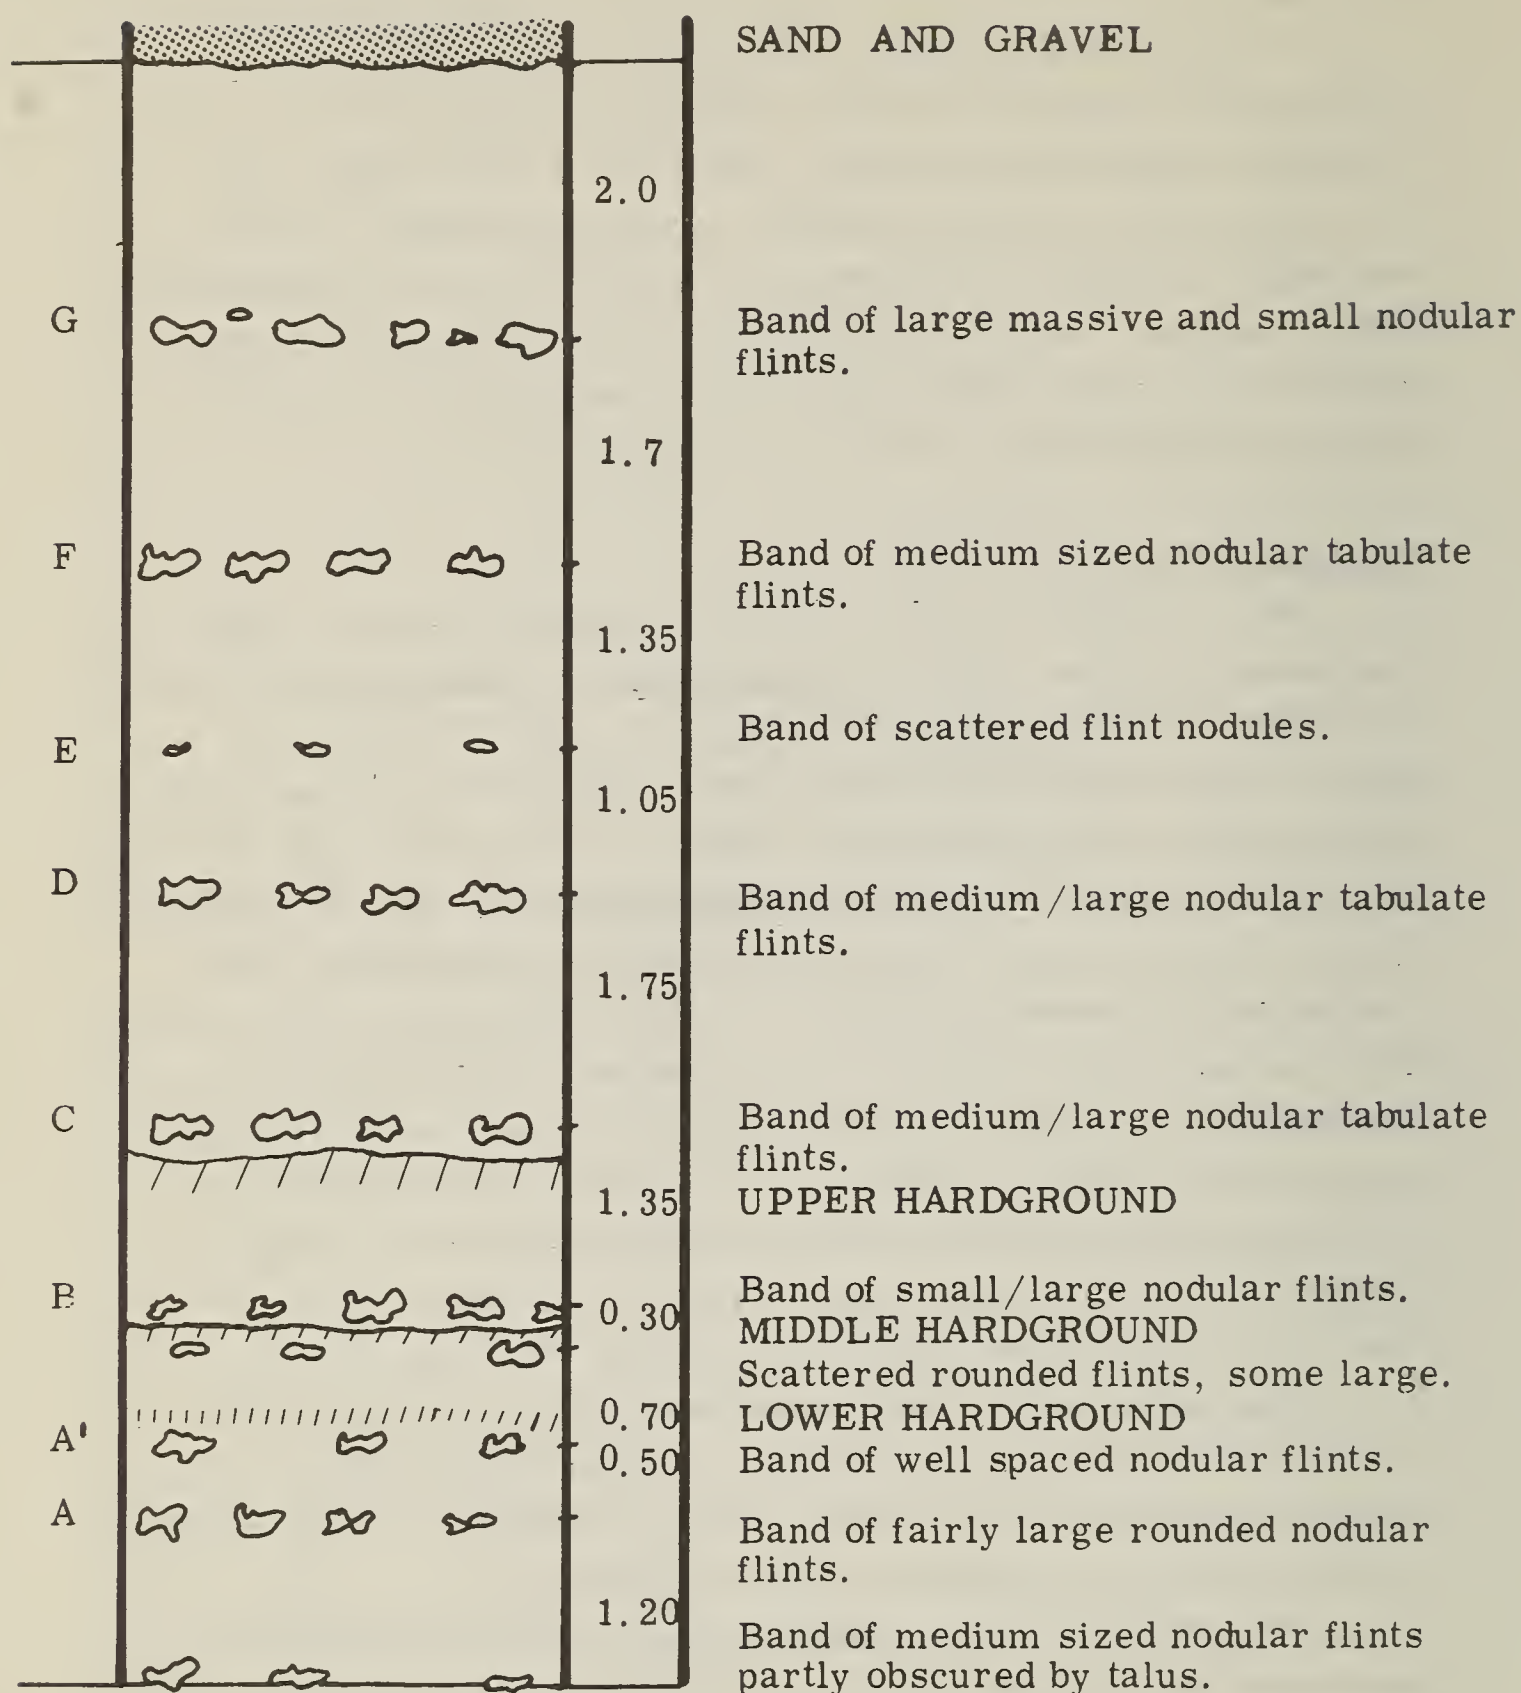 SAND AND GRAVEL
2.0
G
Band of large massive and small nodular
flints.
1.7
F
Band of medium sized nodular tabulate
flints.
1.35
E
Band of scattered flint nodules.
1.05
D
Band of medium/large nodular tabulate
flints.
1.75
C
Band of medium/large nodular tabulate
flints.
1.35
UPPER HARDGROUND
B
Band of small/large nodular flints.
0.30
MIDDLE HARDGROUND
Scattered rounded flints, some large.
0.70
LOWER HARDGROUND
A'
0.50
Band of well spaced nodular flints.
A
Band of fairly large rounded nodular
flints.
1.20
Band of medium sized nodular flints
partly obscured by talus.